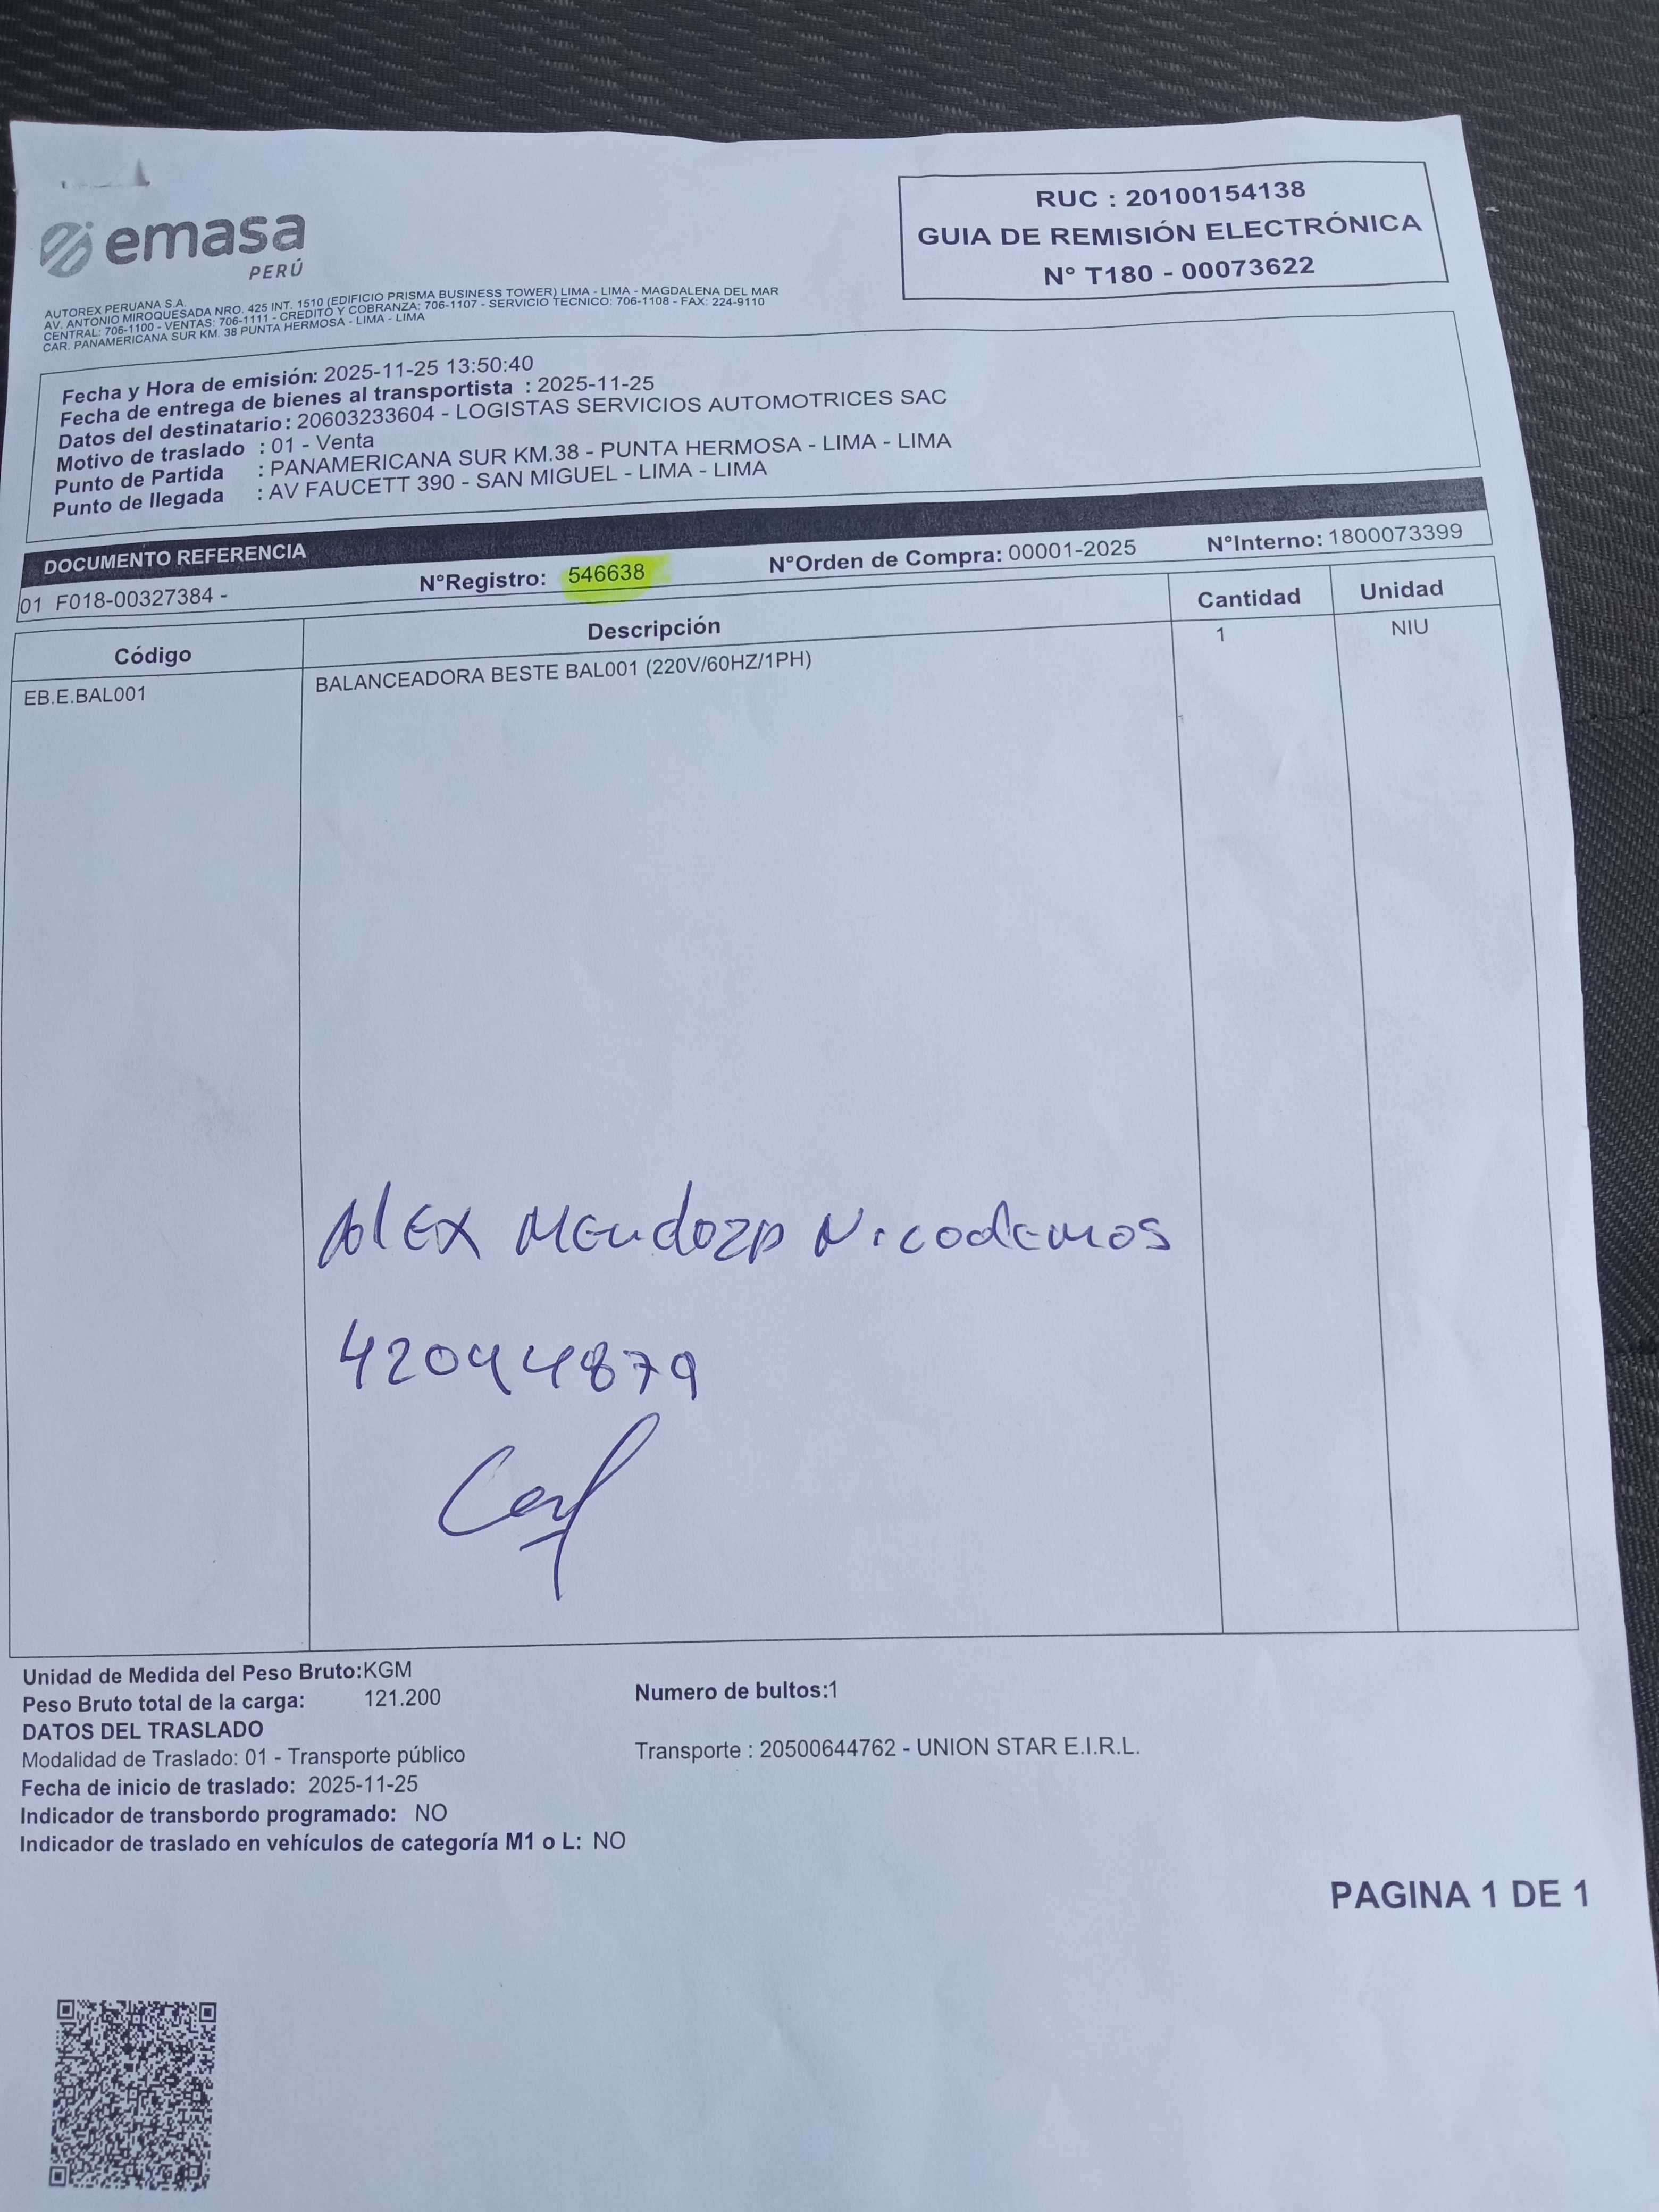 emasa
PERÚ
RUC : 20100154138
GUIA DE REMISIÓN ELECTRÓNICA
N° T180 - 00073622
AUTOREX PERUANA S.A.
AV. ANTONIO MIROQUESADA NRO. 425 INT. 1510 (EDIFICIO PRISMA BUSINESS TOWER) LIMA - LIMA - MAGDALENA DEL MAR
CENTRAL: 706-1100 - VENTAS: 706-1111 - CREDITO Y COBRANZA: 706-1107 - SERVICIO TECNICO: 706-1108 - FAX: 224-9110
CAR. PANAMERICANA SUR KM. 38 PUNTA HERMOSA - LIMA - LIMA
Fecha y Hora de emisión: 2025-11-25 13:50:40
Fecha de entrega de bienes al transportista : 2025-11-25
Datos del destinatario: 20603233604 - LOGISTAS SERVICIOS AUTOMOTRICES SAC
Motivo de traslado : 01 - Venta
Punto de Partida : PANAMERICANA SUR KM.38 - PUNTA HERMOSA - LIMA - LIMA
Punto de llegada : AV FAUCETT 390 - SAN MIGUEL - LIMA - LIMA
DOCUMENTO REFERENCIA
01 F018-00327384 - N°Registro: 546638 N°Orden de Compra: 00001-2025 N°Interno: 1800073399
Código Descripción Cantidad Unidad
EB.E.BAL001 BALANCEADORA BESTE BAL001 (220V/60HZ/1PH) 1 NIU
Alex Mendoza Nicodemos
42044879
Unidad de Medida del Peso Bruto:KGM
Peso Bruto total de la carga: 121.200 Numero de bultos:1
DATOS DEL TRASLADO
Modalidad de Traslado: 01 - Transporte público Transporte : 20500644762 - UNION STAR E.I.R.L.
Fecha de inicio de traslado: 2025-11-25
Indicador de transbordo programado: NO
Indicador de traslado en vehículos de categoría M1 o L: NO
PAGINA 1 DE 1